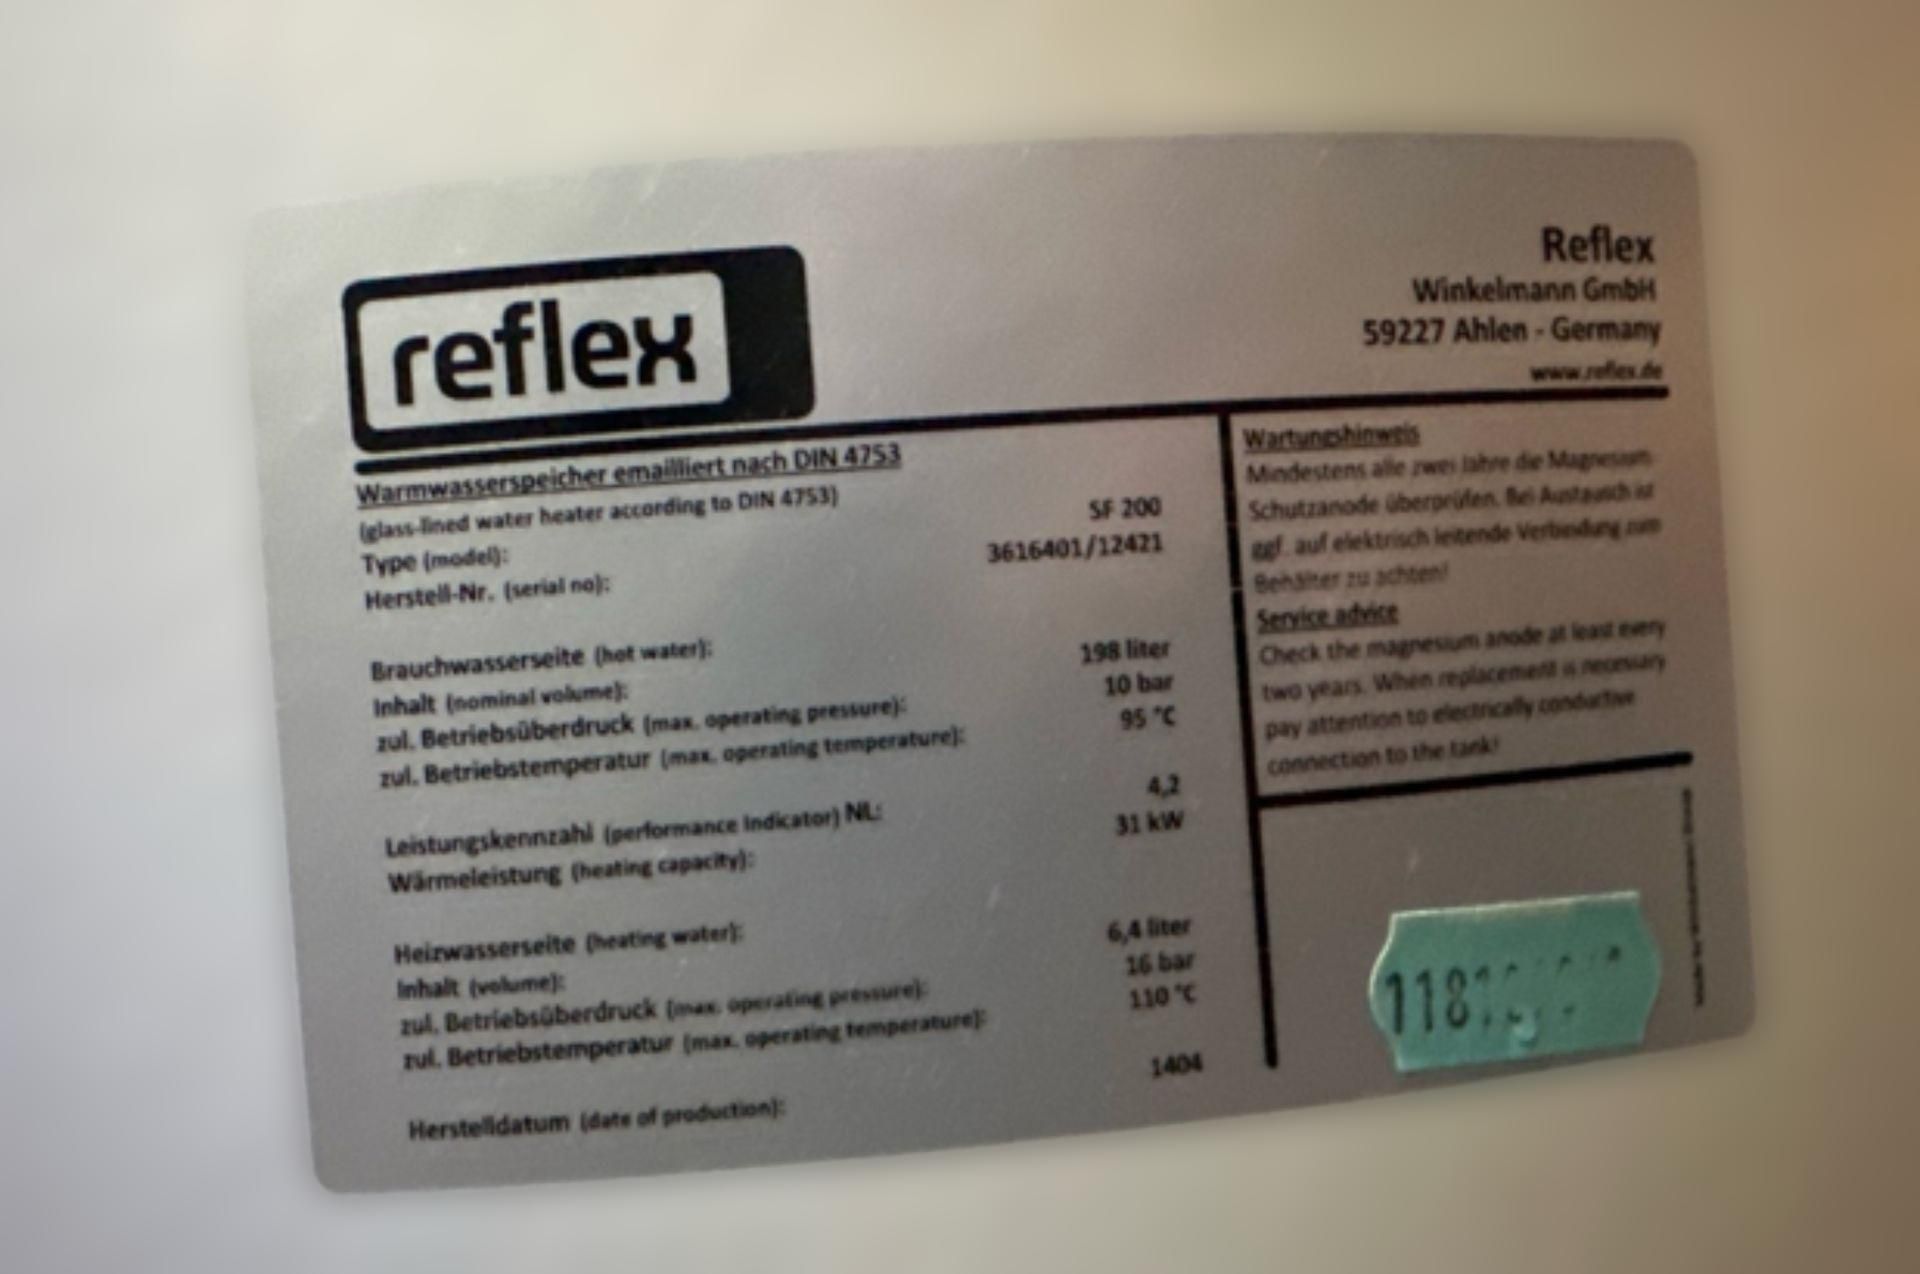 reflex
Reflex
Winkelmann GmbH
59227 Ahlen - Germany
www.reflex.de
Warmwasserspeicher emailliert nach DIN 4753
(glass-lined water heater according to DIN 4753)
Type (model): SF 200
Herstell-Nr. (serial no): 3616401/12421
Brauchwasserseite (hot water):
Inhalt (nominal volume): 198 liter
zul. Betriebsüberdruck (max. operating pressure): 10 bar
zul. Betriebstemperatur (max. operating temperature): 95 °C
Leistungskennzahl (performance indicator) NL: 4,2
Wärmeleistung (heating capacity): 31 kW
Heizwasserseite (heating water):
Inhalt (volume): 6,4 liter
zul. Betriebsüberdruck (max. operating pressure): 16 bar
zul. Betriebstemperatur (max. operating temperature): 110 °C
Herstelldatum (date of production): 1404
Wartungshinweis
Mindestens alle zwei Jahre die Magnesium-
Schutzanode überprüfen. Bei Austausch ist
ggf. auf elektrisch leitende Verbindung zum
Behälter zu achten!
Service advice
Check the magnesium anode at least every
two years. When replacement is necessary
pay attention to electrically conductive
connection to the tank!